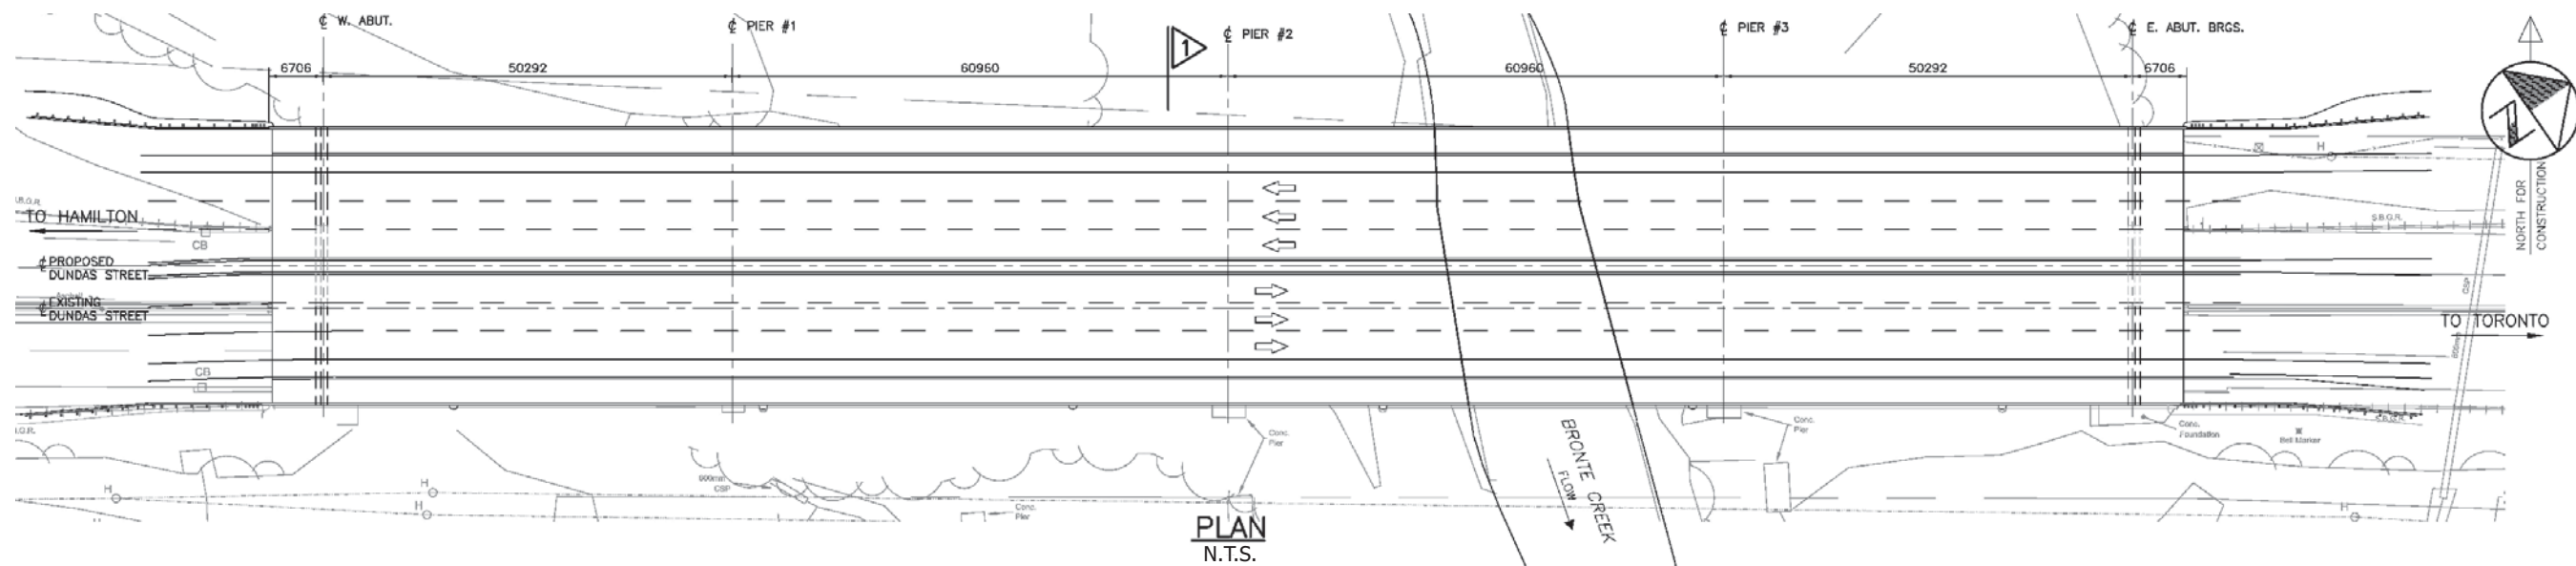 ℄ W. ABUT.
℄ PIER #1
℄ PIER #2
℄ PIER #3
℄ E. ABUT. BRGS.
1
6706
50292
60960
60960
50292
6706
NORTH FOR
CONSTRUCTION
H
TO HAMILTON
CB
S.B.G.R.
℄ PROPOSED
DUNDAS STREET
℄ EXISTING
DUNDAS STREET
CSP
TO TORONTO
CB
Conc.
Pier
Conc.
Pier
Conc.
Foundation
Bell Marker
S.B.G.R.
BRONTE CREEK
FLOW
H
H
H
H
900mm
CSP
Conc.
Pier
PLAN
N.T.S.